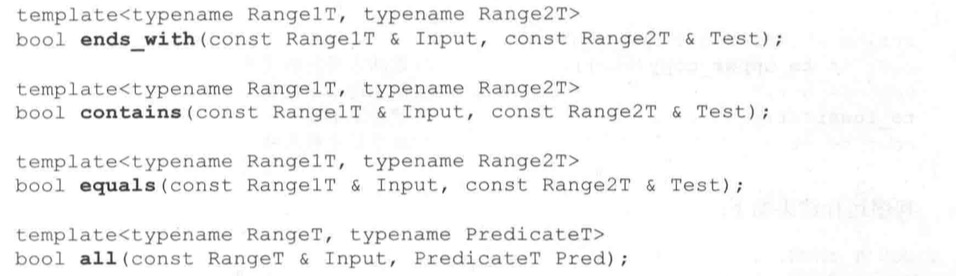 template<typename Range1T, typename Range2T>
bool ends_with(const Range1T & Input, const Range2T & Test);
template<typename Range1T, typename Range2T>
bool contains(const Range1T & Input, const Range2T & Test);
template<typename Range1T, typename Range2T>
bool equals(const Range1T & Input, const Range2T & Test);
template<typename RangeT, typename PredicateT>
bool all(const RangeT & Input, PredicateT Pred);